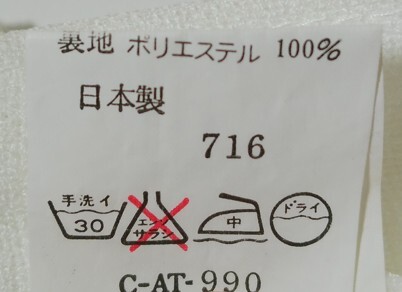 裏地 ポリエステル 100%
日本製
716
手洗イ 30 エンソ サラシ 中 ドライ
C-AT-990